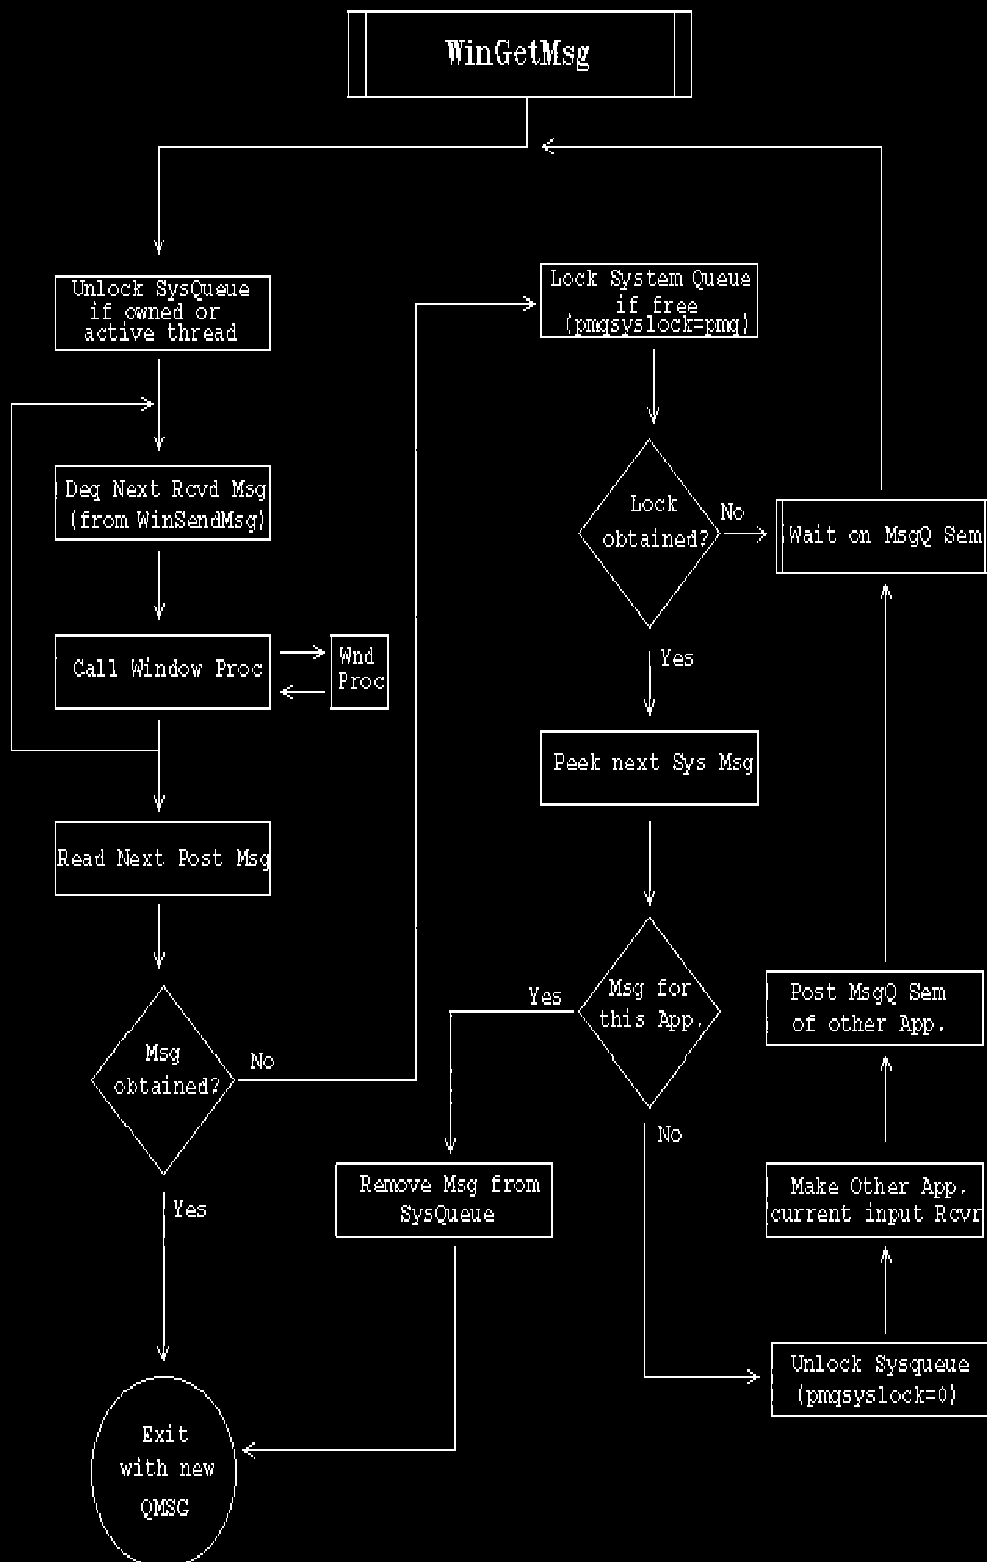 WinGetMsg
Unlock SysQueue
if owned or
active thread
Deq Next Rcvd Msg
(from WinSendMsg)
Call Window Proc
Wnd
Proc
Read Next Post Msg
Msg
obtained?
No
Yes
Exit
with new
QMSG
Lock System Queue
if free
(pmqsyslock=pmq)
Lock
obtained?
No
Yes
Wait on MsgQ Sem
Peek next Sys Msg
Msg for
this App.
Yes
No
Remove Msg from
SysQueue
Unlock Sysqueue
(pmqsyslock=0)
Make Other App.
current input Rcvr
Post MsgQ Sem
of other App.